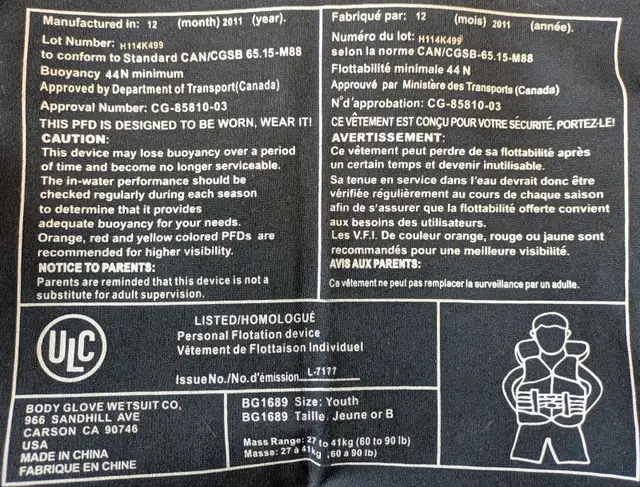 Manufactured in: 12 (month) 2011 (year).
Lot Number: H114K499
to conform to Standard CAN/CGSB 65.15-M88
Buoyancy 44N minimum
Approved by Department of Transport(Canada)
Approval Number: CG-85810-03
THIS PFD IS DESIGNED TO BE WORN, WEAR IT!
CAUTION:
This device may lose buoyancy over a period
of time and become no longer serviceable.
The in-water performance should be
checked regularly during each season
to determine that it provides
adequate buoyancy for your needs.
Orange, red and yellow colored PFDs are
recommended for higher visibility.
NOTICE TO PARENTS:
Parents are reminded that this device is not a
substitute for adult supervision.
Fabriqué par: 12 (mois) 2011 (année).
Numéro du lot: H114K499
selon la norme CAN/CGSB-65.15-M88
Flottabilité minimale 44 N
Approuvé par Ministère des Transports (Canada)
N°d'approbation: CG-85810-03
CE VÊTEMENT EST CONÇU POUR VOTRE SÉCURITÉ, PORTEZ-LE!
AVERTISSEMENT:
Ce vêtement peut perdre de sa flottabilité après
un certain temps et devenir inutilisable.
Sa tenue en service dans l'eau devrait donc être
vérifiée régulièrement au cours de chaque saison
afin de s'assurer que la flottabilité offerte convient
aux besoins des utilisateurs.
Les V.F.I. De couleur orange, rouge ou jaune sont
recommandés pour une meilleure visibilité.
AVIS AUX PARENTS:
Ce vêtement ne peut pas remplacer la surveillance par un adulte.
ULC
LISTED/HOMOLOGUÉ
Personal Flotation device
Vêtement de Flottaison Individuel
Issue No./No.d'émission L-7177
BODY GLOVE WETSUIT CO,
966 SANDHILL AVE
CARSON CA 90746
USA
MADE IN CHINA
FABRIQUE EN CHINE
BG1689 Size: Youth
BG1689 Taille: Jeune or B
Mass Range: 27 to 41kg (60 to 90 lb)
Masse: 27 à 41kg (60 à 90 lb)